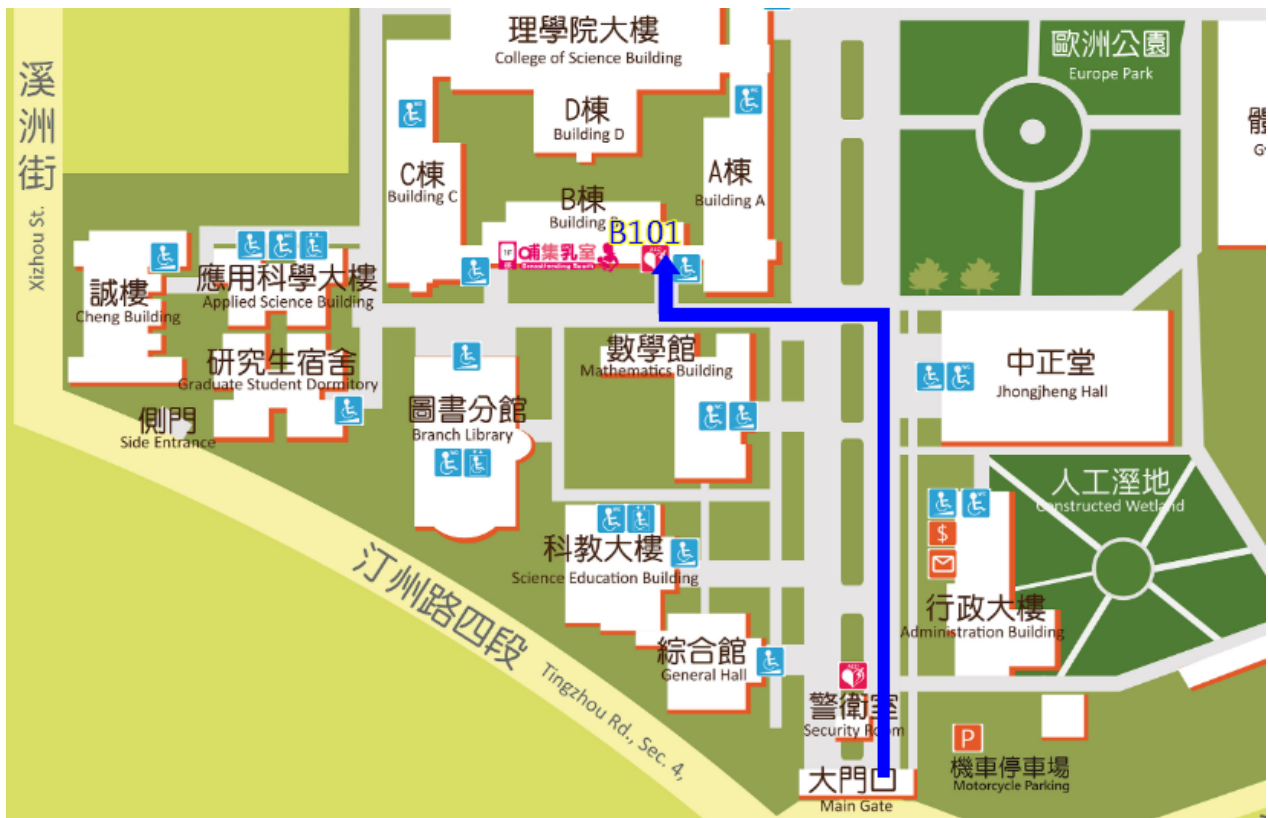 理學院大樓
College of Science Building
歐洲公園
Europe Park
溪洲街
Xizhou St.
D棟
Building D
C棟
Building C
A棟
Building A
B棟
Building
B101
哺集乳室
Breastfeeding Room
誠樓
Cheng Building
應用科學大樓
Applied Science Building
研究生宿舍
Graduate Student Dormitory
側門
Side Entrance
圖書分館
Branch Library
數學館
Mathematics Building
中正堂
Jhongjheng Hall
人工溼地
Constructed Wetland
科教大樓
Science Education Building
綜合館
General Hall
行政大樓
Administration Building
$
汀州路四段
Tingzhou Rd., Sec. 4,
警衛室
Security Room
大門口
Main Gate
P
機車停車場
Motorcycle Parking